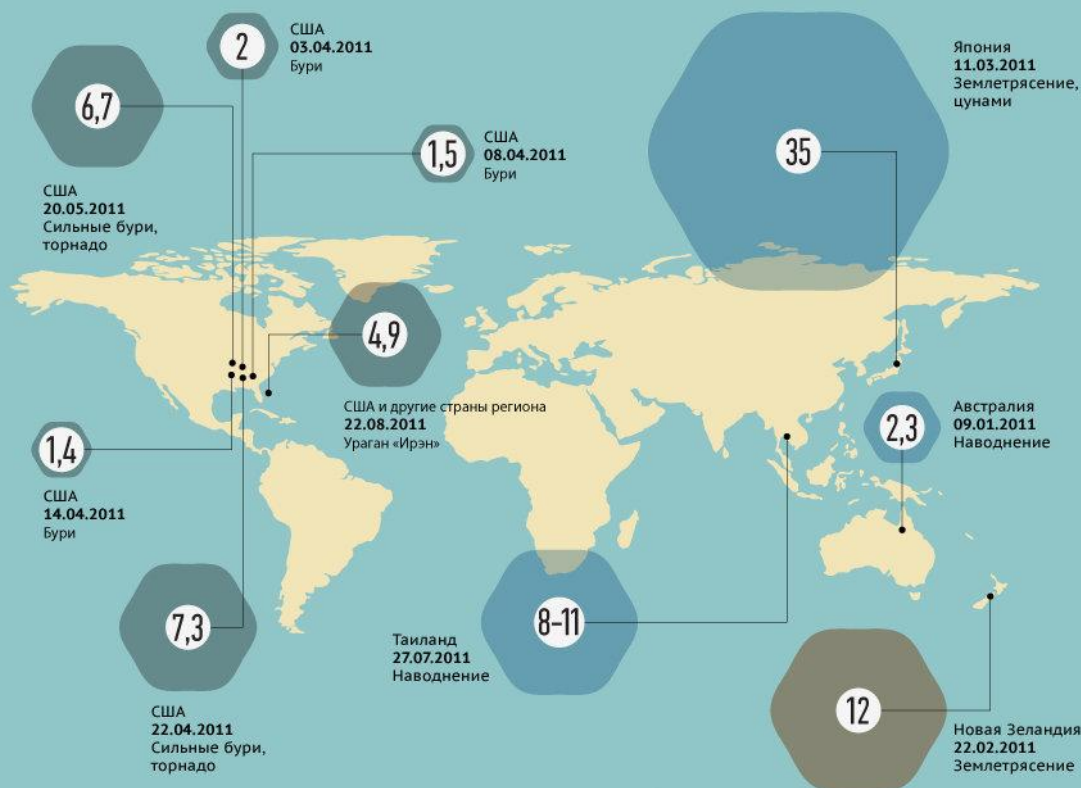 2
США
03.04.2011
Бури
6,7
США
20.05.2011
Сильные бури,
торнадо
1,5
США
08.04.2011
Бури
35
Япония
11.03.2011
Землетрясение,
цунами
4,9
США и другие страны региона
22.08.2011
Ураган «Ирэн»
1,4
США
14.04.2011
Бури
2,3
Австралия
09.01.2011
Наводнение
7,3
США
22.04.2011
Сильные бури,
торнадо
8–11
Таиланд
27.07.2011
Наводнение
12
Новая Зеландия
22.02.2011
Землетрясение